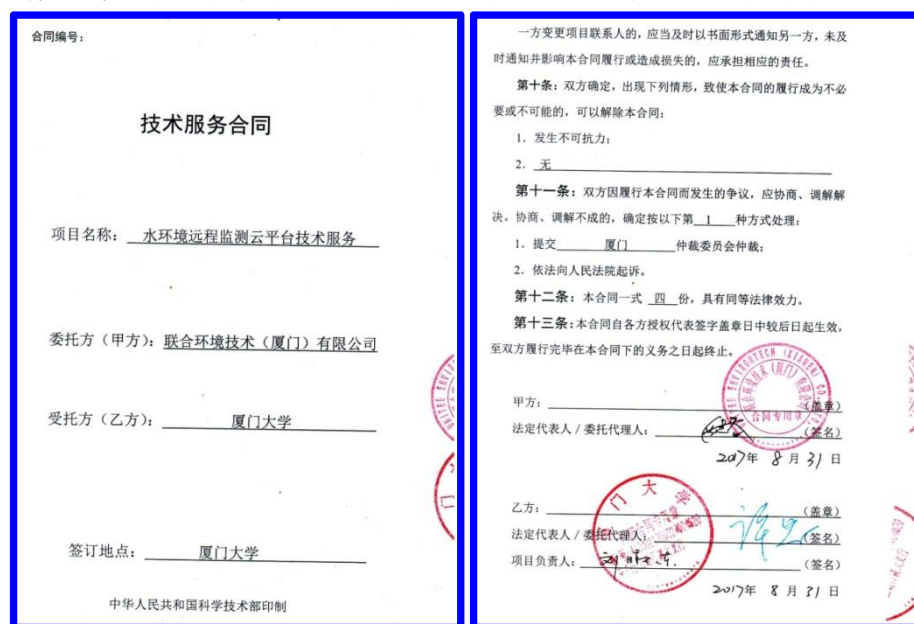 合同编号：
技术服务合同
项目名称： 水环境远程监测云平台技术服务
委托方（甲方）：联合环境技术（厦门）有限公司
受托方（乙方）： 厦门大学
签订地点： 厦门大学
中华人民共和国科学技术部印制
一方变更项目联系人的，应当及时以书面形式通知另一方，未及
时通知并影响本合同履行或造成损失的，应承担相应的责任。
第十条：双方确定，出现下列情形，致使本合同的履行成为不必
要或不可能的，可以解除本合同：
1．发生不可抗力；
2．无
第十一条：双方因履行本合同而发生的争议，应协商、调解解
决。协商、调解不成的，确定按以下第 1 种方式处理：
1．提交 厦门 仲裁委员会仲裁；
2．依法向人民法院起诉。
第十二条：本合同一式 四 份，具有同等法律效力。
第十三条：本合同自各方授权代表签字盖章日中较后日起生效，
至双方履行完毕在本合同下的义务之日起终止。
甲方： （盖章）
合同专用章
法定代表人／委托代理人： （签名）
2017年 8 月 31 日
乙方： （盖章）
门大学
法定代表人／委托代理人： （签名）
项目负责人： （签名）
2017年 8 月 31 日